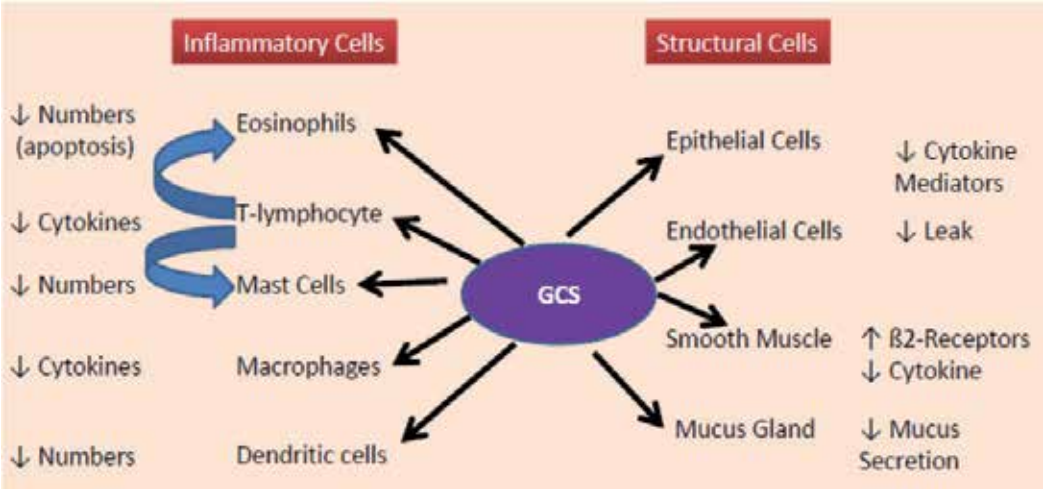 Inflammatory Cells
Structural Cells
↓ Numbers
(apoptosis)
Eosinophils
↓ Cytokines
T-lymphocyte
↓ Numbers
Mast Cells
↓ Cytokines
Macrophages
↓ Numbers
Dendritic cells
GCS
Epithelial Cells
↓ Cytokine
Mediators
Endothelial Cells
↓ Leak
Smooth Muscle
↑ ß2-Receptors
↓ Cytokine
Mucus Gland
↓ Mucus
Secretion